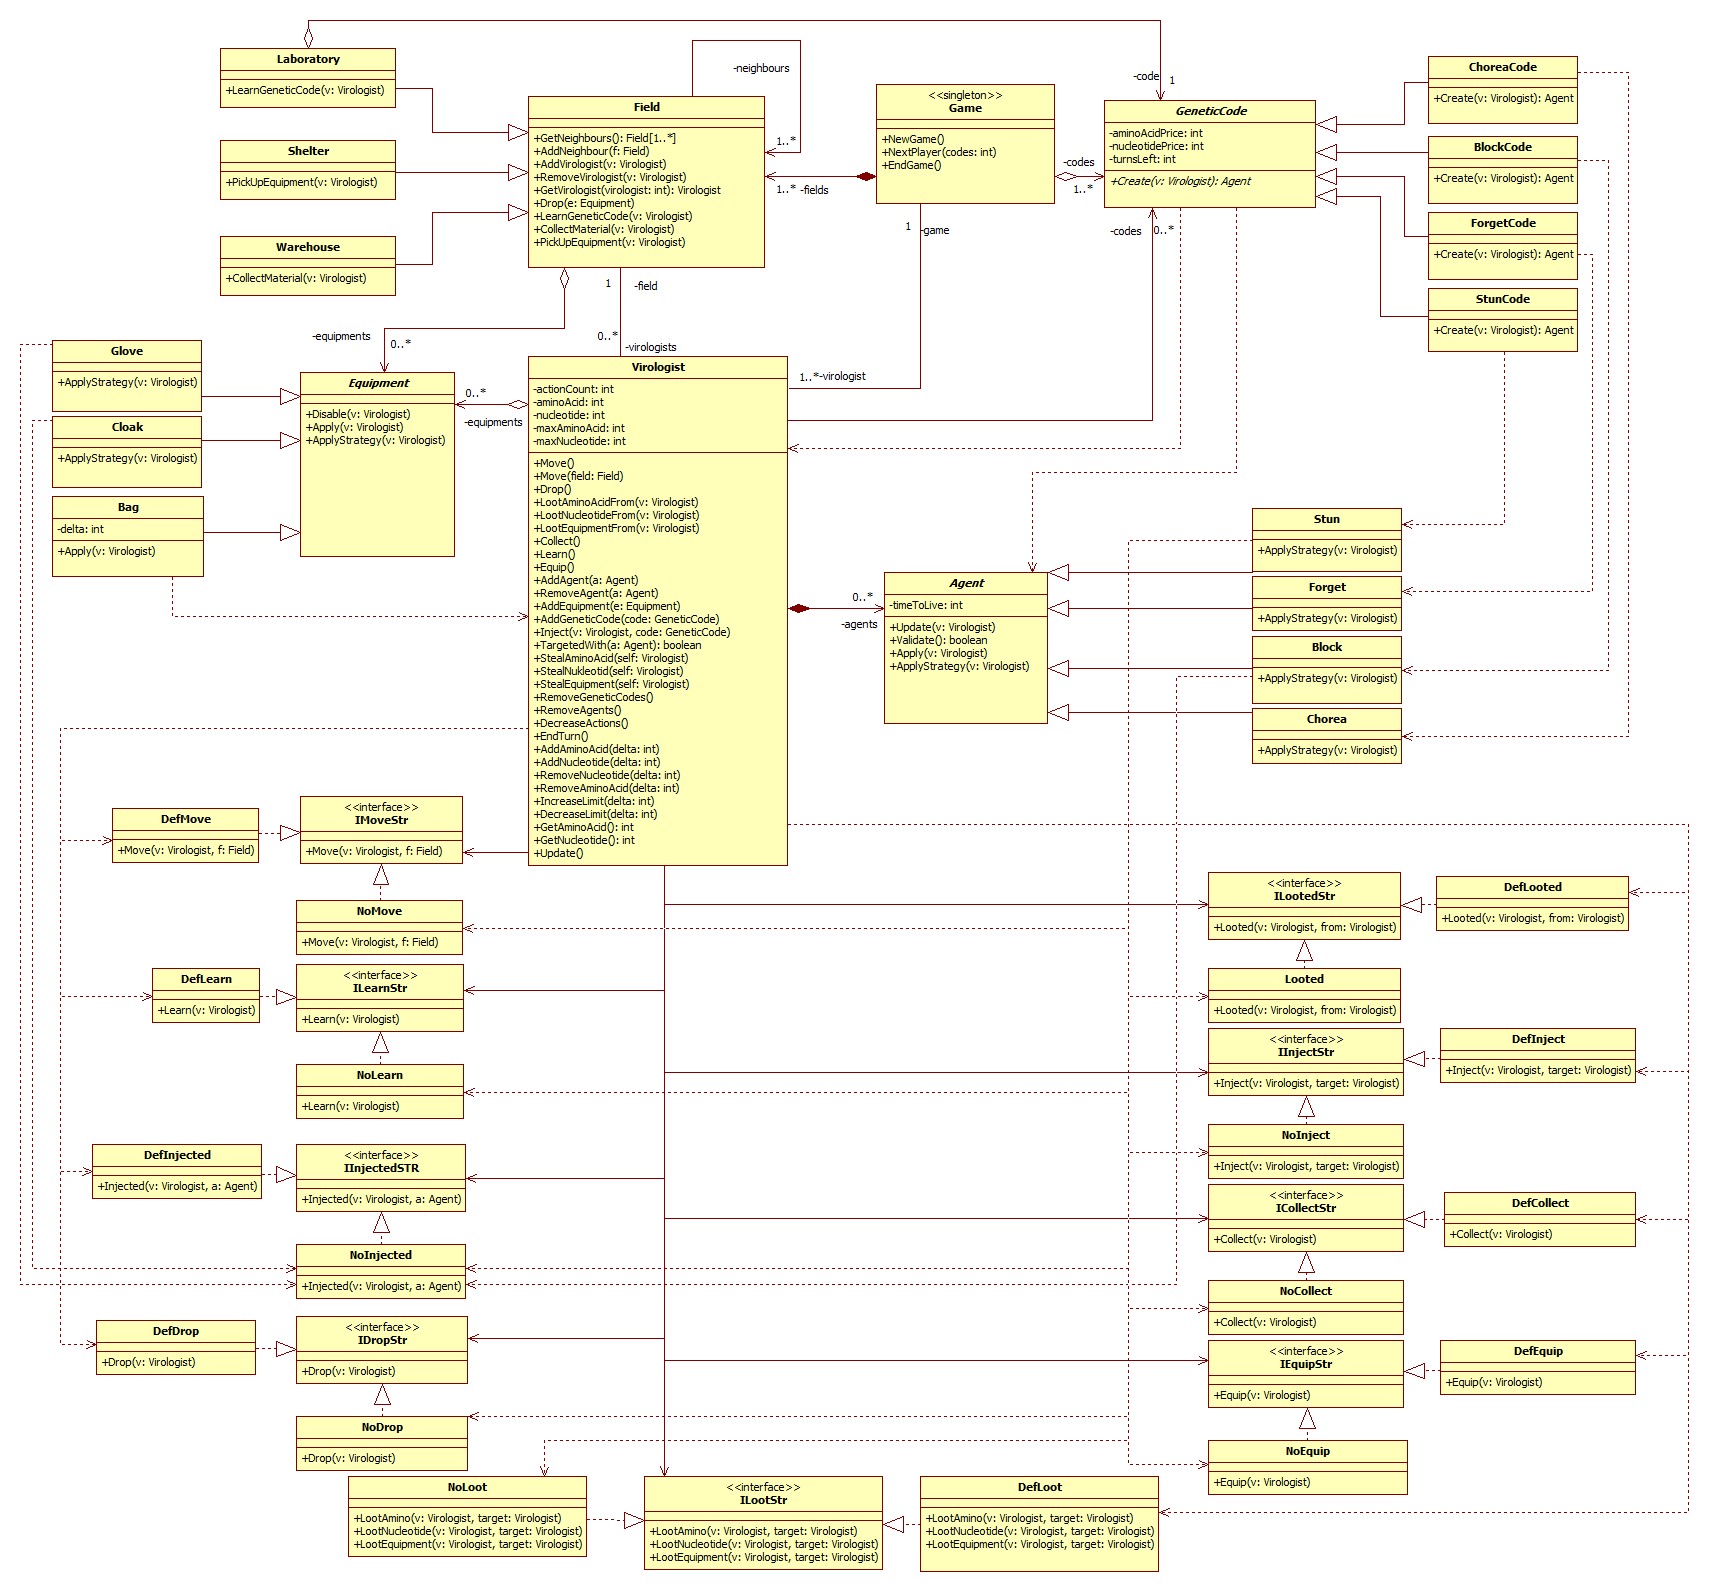 Laboratory
+LearnGeneticCode(v: Virologist)
Shelter
+PickUpEquipment(v: Virologist)
Warehouse
+CollectMaterial(v: Virologist)
-neighbours
1..*
Field
+GetNeighbours(): Field[1..*]
+AddNeighbour(f: Field)
+AddVirologist(v: Virologist)
+RemoveVirologist(v: Virologist)
+GetVirologist(virologist: int): Virologist
+Drop(e: Equipment)
+LearnGeneticCode(v: Virologist)
+CollectMaterial(v: Virologist)
+PickUpEquipment(v: Virologist)
1..* -fields
<<singleton>>
Game
+NewGame()
+NextPlayer(codes: int)
+EndGame()
-codes
1..*
-code 1
GeneticCode
-aminoAcidPrice: int
-nucleotidePrice: int
-turnsLeft: int
+Create(v: Virologist): Agent
-codes 0..*
ChoreaCode
+Create(v: Virologist): Agent
BlockCode
+Create(v: Virologist): Agent
ForgetCode
+Create(v: Virologist): Agent
StunCode
+Create(v: Virologist): Agent
1 -game
1 -field
0..*
-virologists
-equipments
0..*
1..* -virologist
Glove
+ApplyStrategy(v: Virologist)
Cloak
+ApplyStrategy(v: Virologist)
Bag
-delta: int
+Apply(v: Virologist)
Equipment
+Disable(v: Virologist)
+Apply(v: Virologist)
+ApplyStrategy(v: Virologist)
0..*
-equipments
Virologist
-actionCount: int
-aminoAcid: int
-nucleotide: int
-maxAminoAcid: int
-maxNucleotide: int
+Move()
+Move(field: Field)
+Drop()
+LootAminoAcidFrom(v: Virologist)
+LootNucleotideFrom(v: Virologist)
+LootEquipmentFrom(v: Virologist)
+Collect()
+Learn()
+Equip()
+AddAgent(a: Agent)
+RemoveAgent(a: Agent)
+AddEquipment(e: Equipment)
+AddGeneticCode(code: GeneticCode)
+Inject(v: Virologist, code: GeneticCode)
+TargetedWith(a: Agent): boolean
+StealAminoAcid(self: Virologist)
+StealNukleotid(self: Virologist)
+StealEquipment(self: Virologist)
+RemoveGeneticCodes()
+RemoveAgents()
+DecreaseActions()
+EndTurn()
+AddAminoAcid(delta: int)
+AddNucleotide(delta: int)
+RemoveNucleotide(delta: int)
+RemoveAminoAcid(delta: int)
+IncreaseLimit(delta: int)
+DecreaseLimit(delta: int)
+GetAminoAcid(): int
+GetNucleotide(): int
+Update()
0..*
-agents
Agent
-timeToLive: int
+Update(v: Virologist)
+Validate(): boolean
+Apply(v: Virologist)
+ApplyStrategy(v: Virologist)
Stun
+ApplyStrategy(v: Virologist)
Forget
+ApplyStrategy(v: Virologist)
Block
+ApplyStrategy(v: Virologist)
Chorea
+ApplyStrategy(v: Virologist)
DefMove
+Move(v: Virologist, f: Field)
<<interface>>
IMoveStr
+Move(v: Virologist, f: Field)
NoMove
+Move(v: Virologist, f: Field)
DefLearn
+Learn(v: Virologist)
<<interface>>
ILearnStr
+Learn(v: Virologist)
NoLearn
+Learn(v: Virologist)
DefInjected
+Injected(v: Virologist, a: Agent)
<<interface>>
IInjectedSTR
+Injected(v: Virologist, a: Agent)
NoInjected
+Injected(v: Virologist, a: Agent)
DefDrop
+Drop(v: Virologist)
<<interface>>
IDropStr
+Drop(v: Virologist)
NoDrop
+Drop(v: Virologist)
<<interface>>
ILootedStr
+Looted(v: Virologist, from: Virologist)
DefLooted
+Looted(v: Virologist, from: Virologist)
Looted
+Looted(v: Virologist, from: Virologist)
<<interface>>
IInjectStr
+Inject(v: Virologist, target: Virologist)
DefInject
+Inject(v: Virologist, target: Virologist)
NoInject
+Inject(v: Virologist, target: Virologist)
<<interface>>
ICollectStr
+Collect(v: Virologist)
DefCollect
+Collect(v: Virologist)
NoCollect
+Collect(v: Virologist)
<<interface>>
IEquipStr
+Equip(v: Virologist)
DefEquip
+Equip(v: Virologist)
NoEquip
+Equip(v: Virologist)
NoLoot
+LootAmino(v: Virologist, target: Virologist)
+LootNucleotide(v: Virologist, target: Virologist)
+LootEquipment(v: Virologist, target: Virologist)
<<interface>>
ILootStr
+LootAmino(v: Virologist, target: Virologist)
+LootNucleotide(v: Virologist, target: Virologist)
+LootEquipment(v: Virologist, target: Virologist)
DefLoot
+LootAmino(v: Virologist, target: Virologist)
+LootNucleotide(v: Virologist, target: Virologist)
+LootEquipment(v: Virologist, target: Virologist)